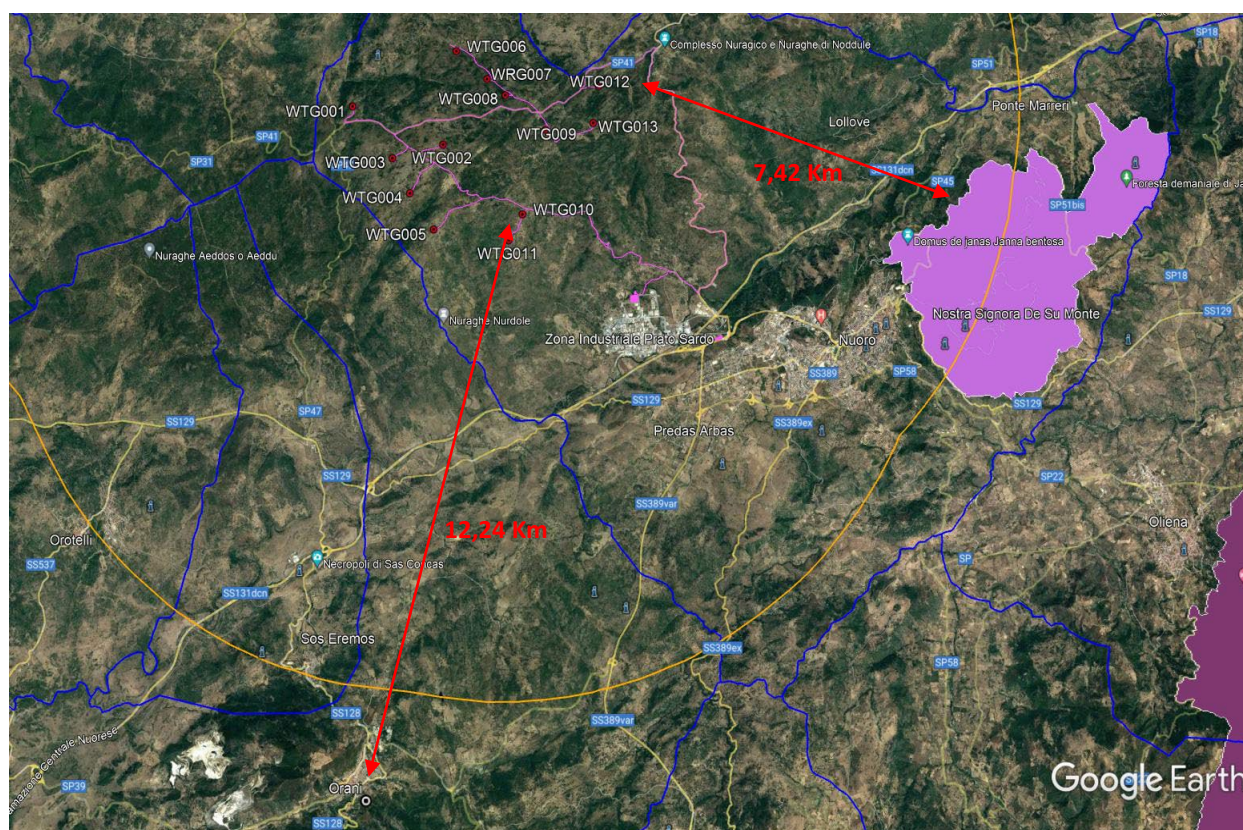 SP18
WTG006
Complesso Nuragico e Nuraghe di Noddule
SP41
SP51
WRG007
WTG012
WTG008
Ponte Marreri
WTG001
Lollove
WTG009
WTG013
SP41
SS131dcn
SP31
WTG003
WTG002
7,42 Km
SP45
Foresta demaniale di Ja
WTG004
SP51bis
WTG010
WTG005
Domus de janas Janna bentosa
WTG011
Nuraghe Aeddos o Aeddu
SP18
Nuraghe Nurdole
Nostra Signora De Su Monte
SS129
Zona Industriale Prato Sardo
Nuoro
SS389
SP58
SS129
SS129
SP47
SS129
SS389ex
Predas Arbas
SS129
SP22
SS389var
Oliena
12,24 Km
Orotelli
SP
Necropoli di Sas Concas
SS537
SS131dcn
Sos Eremos
SS389ex
SP58
SS128
SS389var
amazione Centrale Nuorese
SP39
Orani
Google Earth
SS128